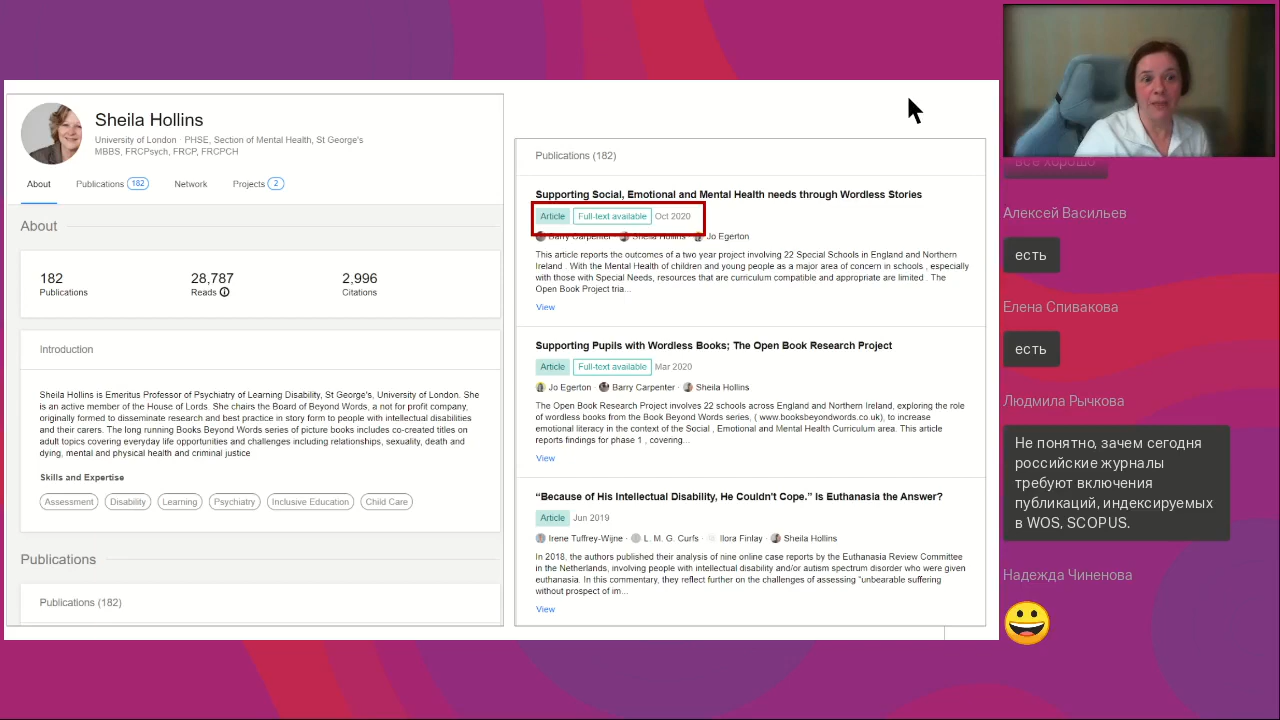 Sheila Hollins
University of London · PHSE, Section of Mental Health, St George's
MBBS, FRCPsych, FRCP, FRCPCH
About
Publications 182
Network
Projects 2
About
182
Publications
28,787
Reads
2,996
Citations
Introduction
Sheila Hollins is Emeritus Professor of Psychiatry of Learning Disability, St George's, University of London. She
is an active member of the House of Lords. She chairs the Board of Beyond Words, a not for profit company,
originally formed to disseminate research and best practice in story form to people with intellectual disabilities
and their carers. The long running Books Beyond Words series of picture books includes co-created titles on
adult topics covering everyday life opportunities and challenges including relationships, sexuality, death and
dying, mental and physical health and criminal justice
Skills and Expertise
Assessment
Disability
Learning
Psychiatry
Inclusive Education
Child Care
Publications
Publications (182)
Publications (182)
Supporting Social, Emotional and Mental Health needs through Wordless Stories
Article Full-text available Oct 2020
Barry Carpenter · Sheila Hollins · Jo Egerton
This article reports the outcomes of a two year project involving 22 Special Schools in England and Northern
Ireland . With the Mental Health of children and young people as a major area of concern in schools , especially
with those with Special Needs, resources that are curriculum compatible and appropriate are limited . The
Open Book Project tria...
View
Supporting Pupils with Wordless Books; The Open Book Research Project
Article Full-text available Mar 2020
Jo Egerton · Barry Carpenter · Sheila Hollins
The Open Book Research Project involves 22 schools across England and Northern Ireland, exploring the role
of wordless books from the Book Beyond Words series, ( www.booksbeyondwords.co.uk), to increase
emotional literacy in the context of the Social , Emotional and Mental Health Curriculum area. This article
reports findings for phase 1 , covering...
View
“Because of His Intellectual Disability, He Couldn't Cope.” Is Euthanasia the Answer?
Article Jun 2019
Irene Tuffrey-Wijne · L. M. G. Curfs · Ilora Finlay · Sheila Hollins
In 2018, the authors published their analysis of nine online case reports by the Euthanasia Review Committee
in the Netherlands, involving people with intellectual disability and/or autism spectrum disorder who were given
euthanasia. In this commentary, they reflect further on the challenges of assessing “unbearable suffering
without prospect of im...
View
все хорошо
Алексей Васильев
есть
Елена Спивакова
есть
Людмила Рычкова
Не понятно, зачем сегодня
российские журналы
требуют включения
публикаций, индексируемых
в WOS, SCOPUS.
Надежда Чиненова